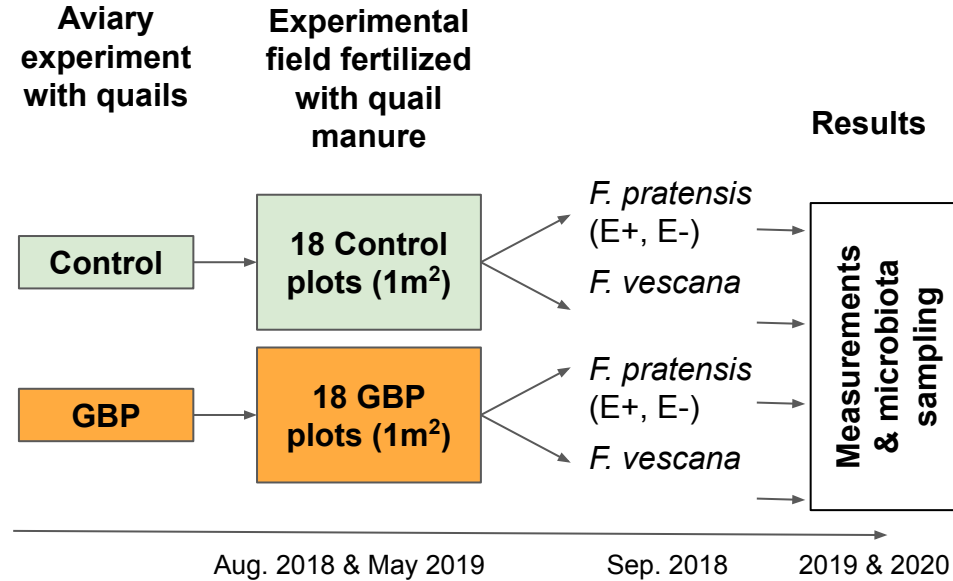 Aviary
experiment
with quails
Experimental
field fertilized
with quail
manure
Results
Control
18 Control
plots (1m²)
F. pratensis
(E+, E-)
F. vescana
GBP
18 GBP
plots (1m²)
F. pratensis
(E+, E-)
F. vescana
Measurements
& microbiota
sampling
Aug. 2018 & May 2019
Sep. 2018
2019 & 2020